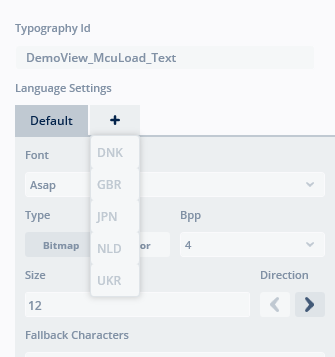 Typography Id
DemoView_McuLoad_Text
Language Settings
Default +
DNK
GBR
JPN
NLD
UKR
Font
Asap
Type Bpp
Bitmap or 4
Size Direction
12
Fallback Characters